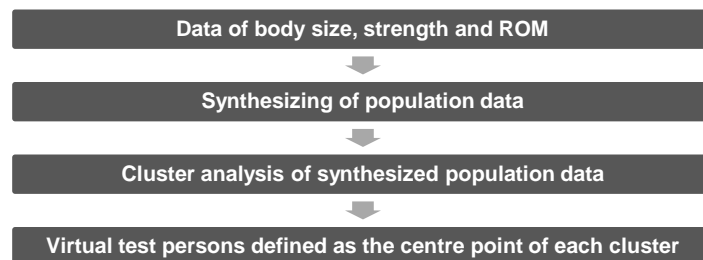 Data of body size, strength and ROM
Synthesizing of population data
Cluster analysis of synthesized population data
Virtual test persons defined as the centre point of each cluster